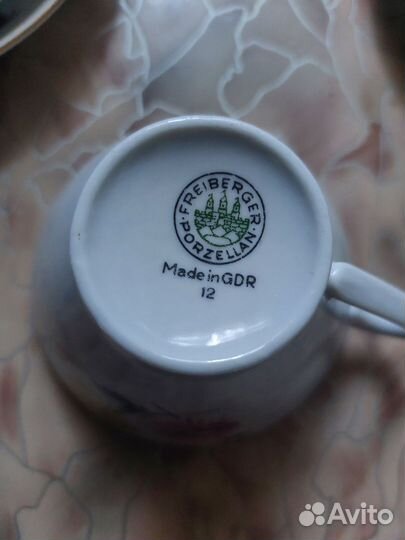 · FREIBERGER ·
PORZELLAN
Made in GDR
12
Avito